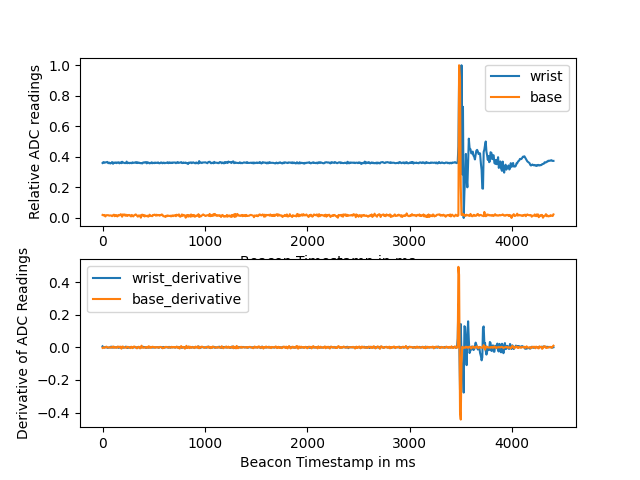 Relative ADC readings
1.0
0.8
0.6
0.4
0.2
0.0
wrist
base
0
1000
2000
3000
4000
Beacon Timestamp in ms
Derivative of ADC Readings
0.4
0.2
0.0
−0.2
−0.4
wrist_derivative
base_derivative
0
1000
2000
3000
4000
Beacon Timestamp in ms